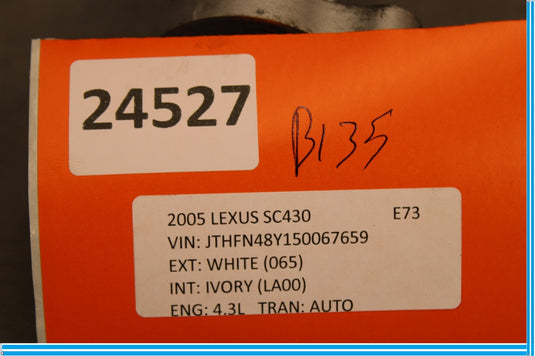 24527
B135
2005 LEXUS SC430 E73
VIN: JTHFN48Y150067659
EXT: WHITE (065)
INT: IVORY (LA00)
ENG: 4.3L TRAN: AUTO